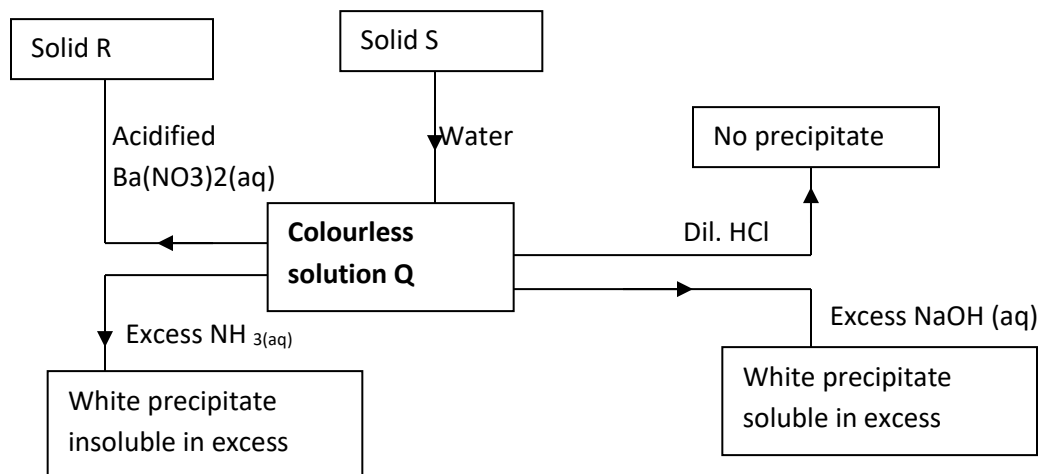 Solid R
Solid S
Acidified
Ba(NO3)2(aq)
Water
No precipitate
Colourless
solution Q
Dil. HCl
Excess NH 3(aq)
Excess NaOH (aq)
White precipitate
insoluble in excess
White precipitate
soluble in excess